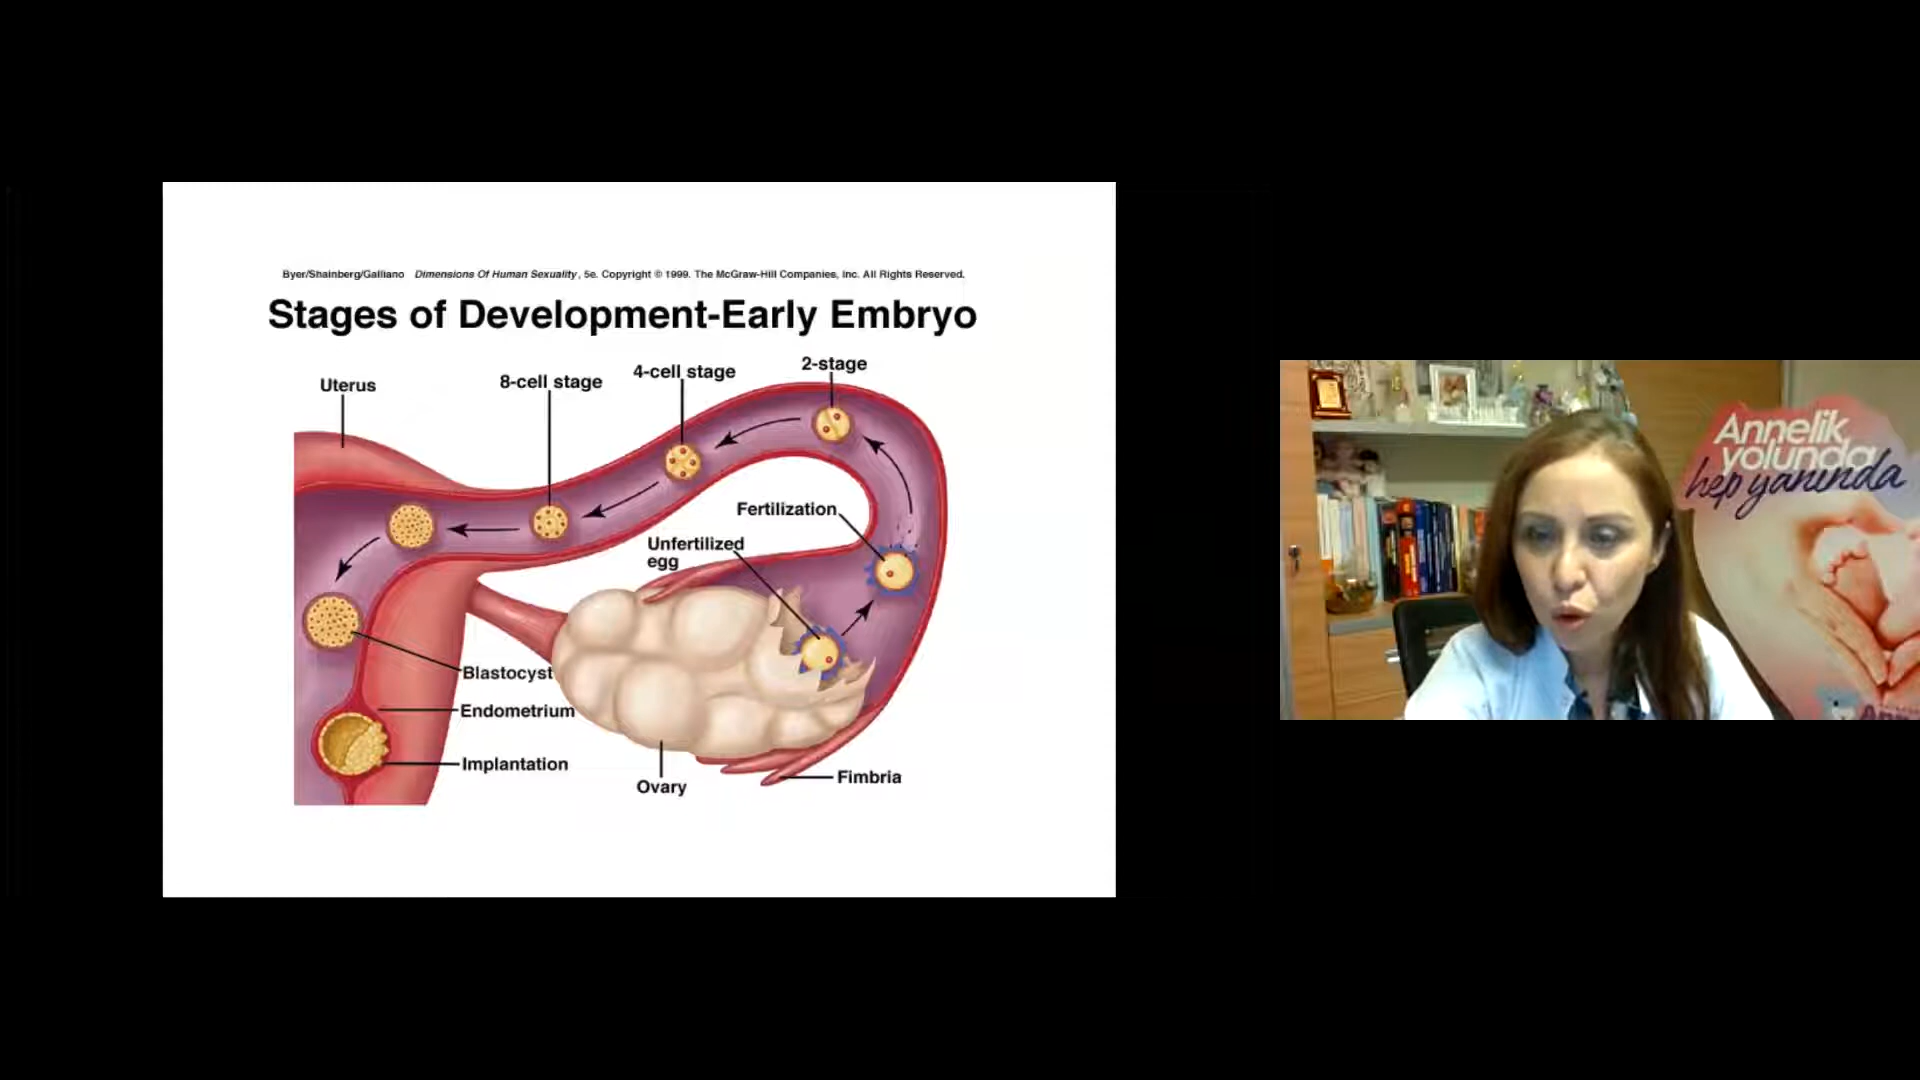 Byer/Shainberg/Galliano Dimensions Of Human Sexuality, 5e. Copyright © 1999. The McGraw-Hill Companies, Inc. All Rights Reserved.
Stages of Development-Early Embryo
2-stage
4-cell stage
8-cell stage
Uterus
Fertilization
Unfertilized
egg
Blastocyst
Endometrium
Implantation
Ovary
Fimbria
Annelik
yolunda
hep yanında